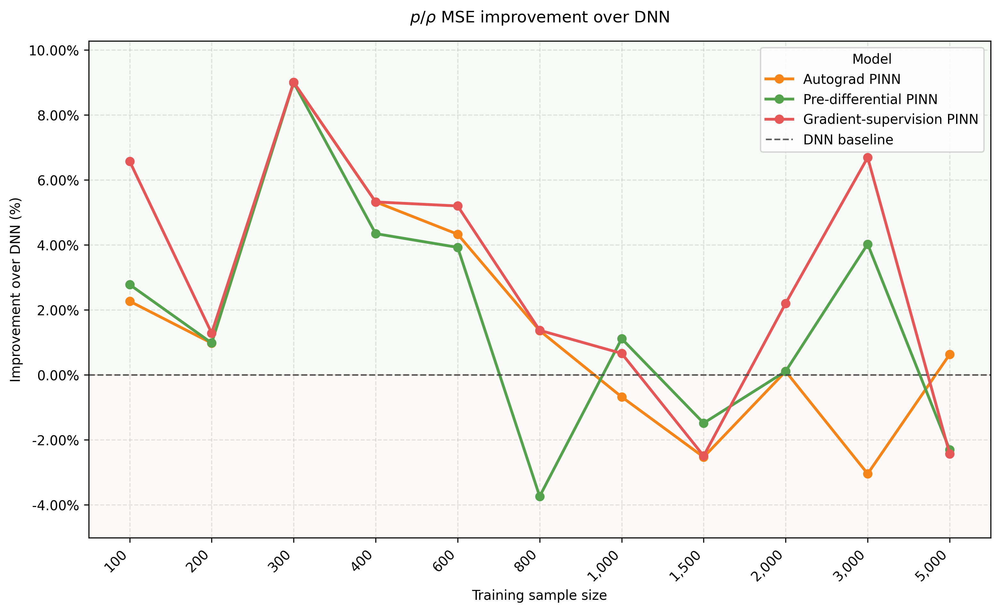 p/ρ MSE improvement over DNN
10.00%
8.00%
6.00%
4.00%
2.00%
0.00%
-2.00%
-4.00%
Improvement over DNN (%)
Model
Autograd PINN
Pre-differential PINN
Gradient-supervision PINN
DNN baseline
100
200
300
400
600
800
1,000
1,500
2,000
3,000
5,000
Training sample size